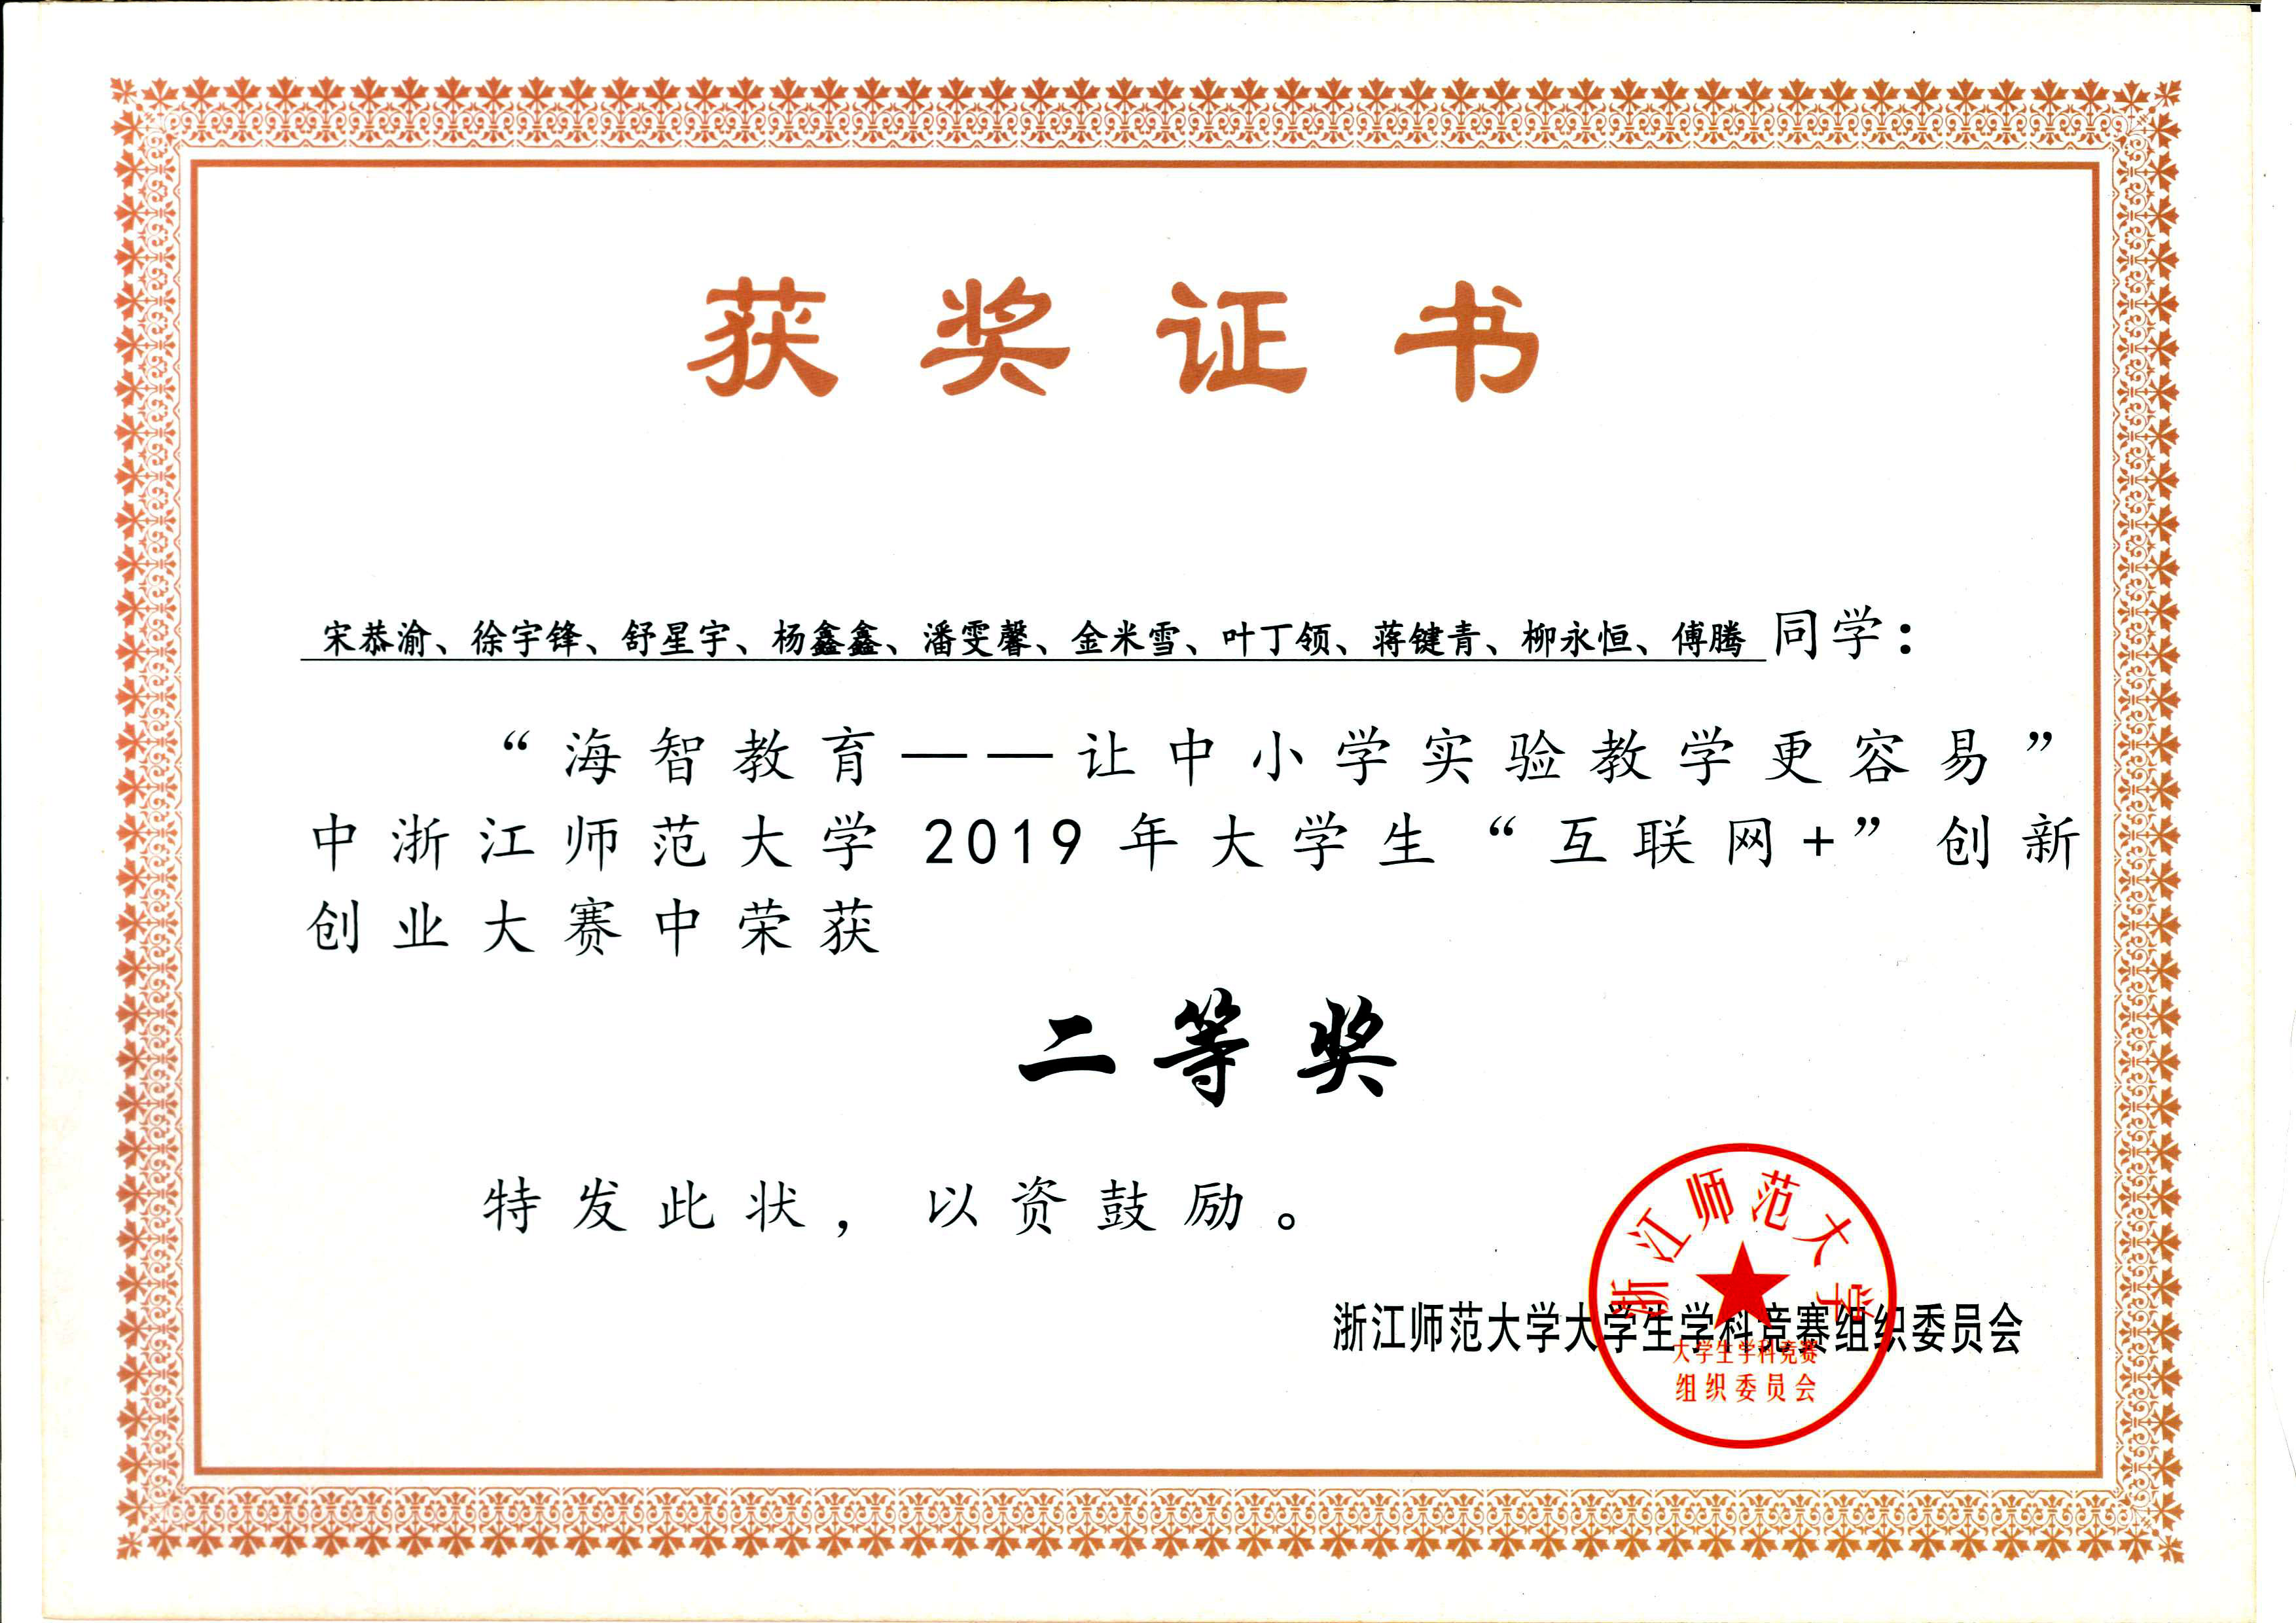 获奖证书
宋恭渝、徐宇锋、舒星宇、杨鑫鑫、潘雯馨、金米雪、叶丁领、蒋键青、柳永恒、傅腾 同学：
“海智教育——让中小学实验教学更容易”
中浙江师范大学 2019 年大学生“互联网+”创新
创业大赛中荣获
二等奖
特发此状，以资鼓励。
浙江师范大学
浙江师范大学大学生学科竞赛组织委员会
大学生学科竞赛
组织委员会